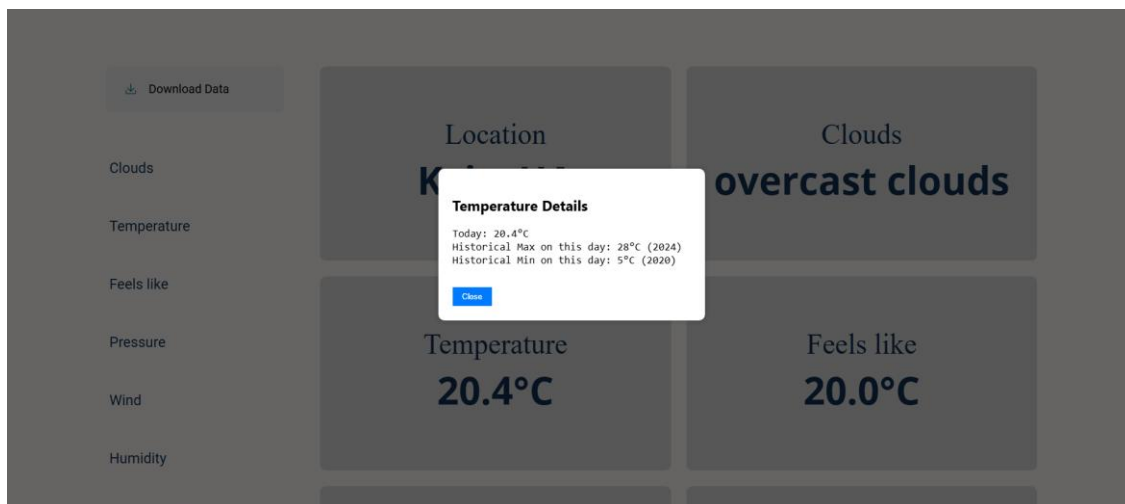 Download Data
Clouds
Temperature
Feels like
Pressure
Wind
Humidity
Location
Clouds
overcast clouds
Temperature Details
Today: 20.4°C
Historical Max on this day: 28°C (2024)
Historical Min on this day: 5°C (2020)
Close
Temperature
20.4°C
Feels like
20.0°C